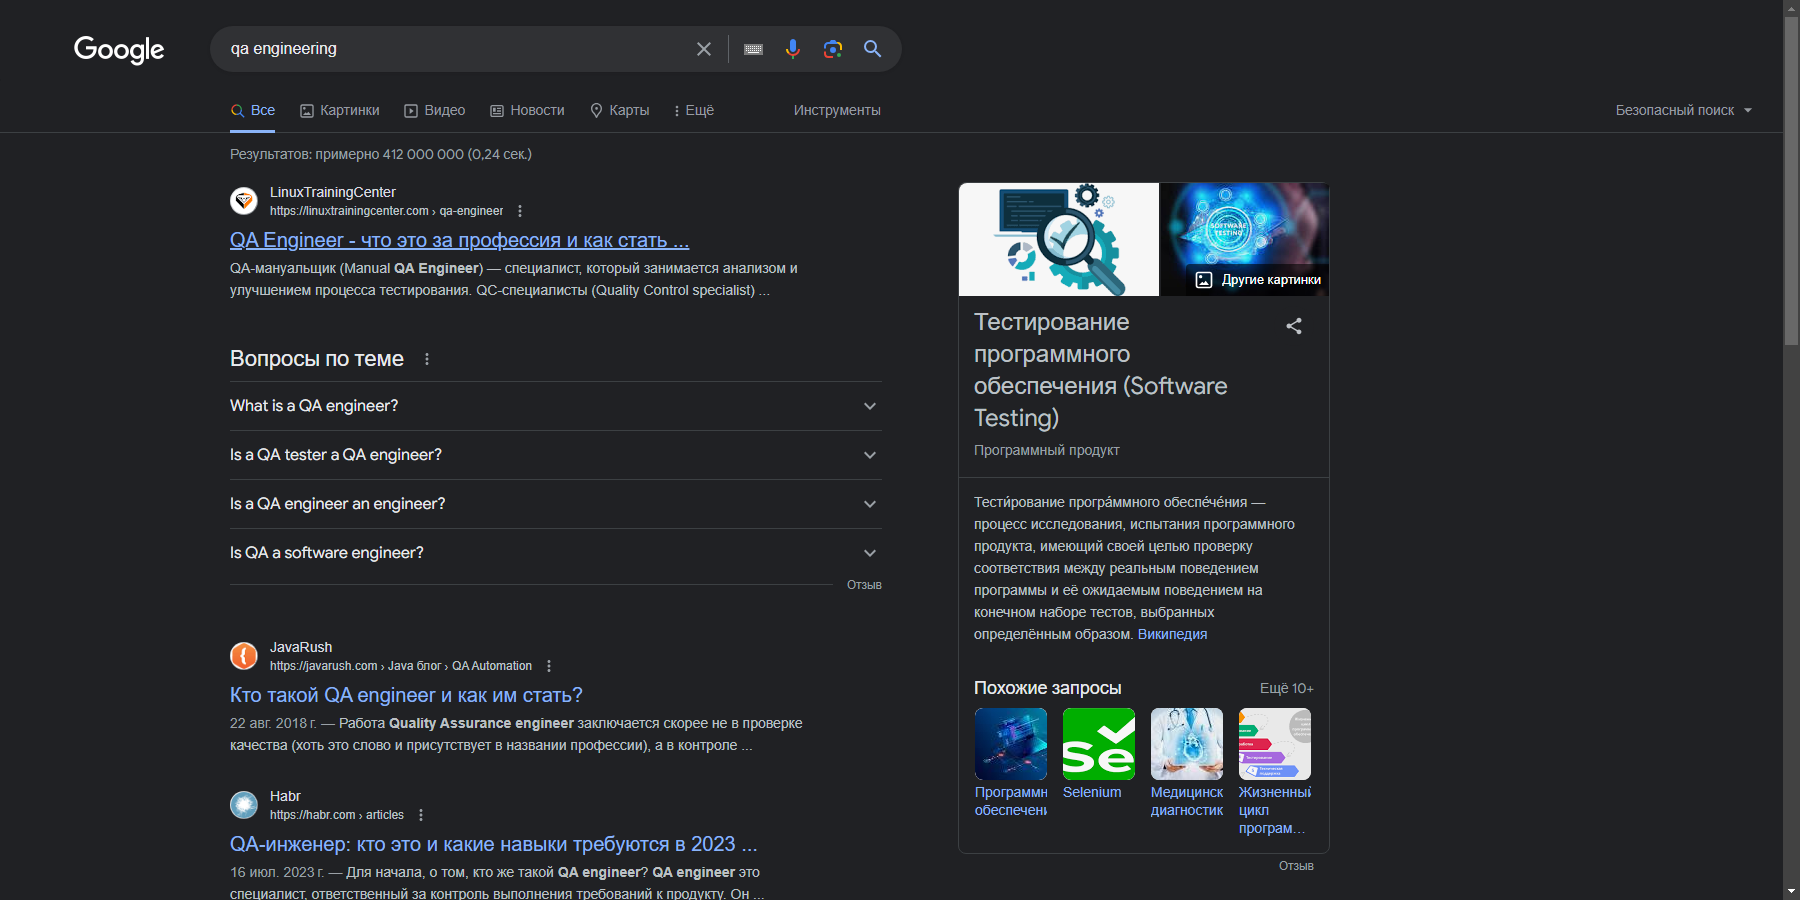 Google
qa engineering
Все
Картинки
Видео
Новости
Карты
Ещё
Инструменты
Безопасный поиск
Результатов: примерно 412 000 000 (0,24 сек.)
LinuxTrainingCenter
https://linuxtrainingcenter.com › qa-engineer
QA Engineer - что это за профессия и как стать ...
QA-мануальщик (Manual QA Engineer) — специалист, который занимается анализом и
улучшением процесса тестирования. QC-специалисты (Quality Control specialist) ...
Вопросы по теме
What is a QA engineer?
Is a QA tester a QA engineer?
Is a QA engineer an engineer?
Is QA a software engineer?
Отзыв
JavaRush
https://javarush.com › Java блог › QA Automation
Кто такой QA engineer и как им стать?
22 авг. 2018 г. — Работа Quality Assurance engineer заключается скорее не в проверке
качества (хоть это слово и присутствует в названии профессии), а в контроле ...
Habr
https://habr.com › articles
QA-инженер: кто это и какие навыки требуются в 2023 ...
16 июл. 2023 г. — Для начала, о том, кто же такой QA engineer? QA engineer это
специалист, ответственный за контроль выполнения требований к продукту. Он ...
SOFTWARE
TESTING
Другие картинки
Тестирование
программного
обеспечения (Software
Testing)
Программный продукт
Тести́рование програ́ммного обеспе́че́ния —
процесс исследования, испытания программного
продукта, имеющий своей целью проверку
соответствия между реальным поведением
программы и её ожидаемым поведением на
конечном наборе тестов, выбранных
определённым образом. Википедия
Похожие запросы
Ещё 10+
Se
Программн
обеспечени
Selenium
Медицинск
диагностик
Жизненный
цикл
програм...
Отзыв